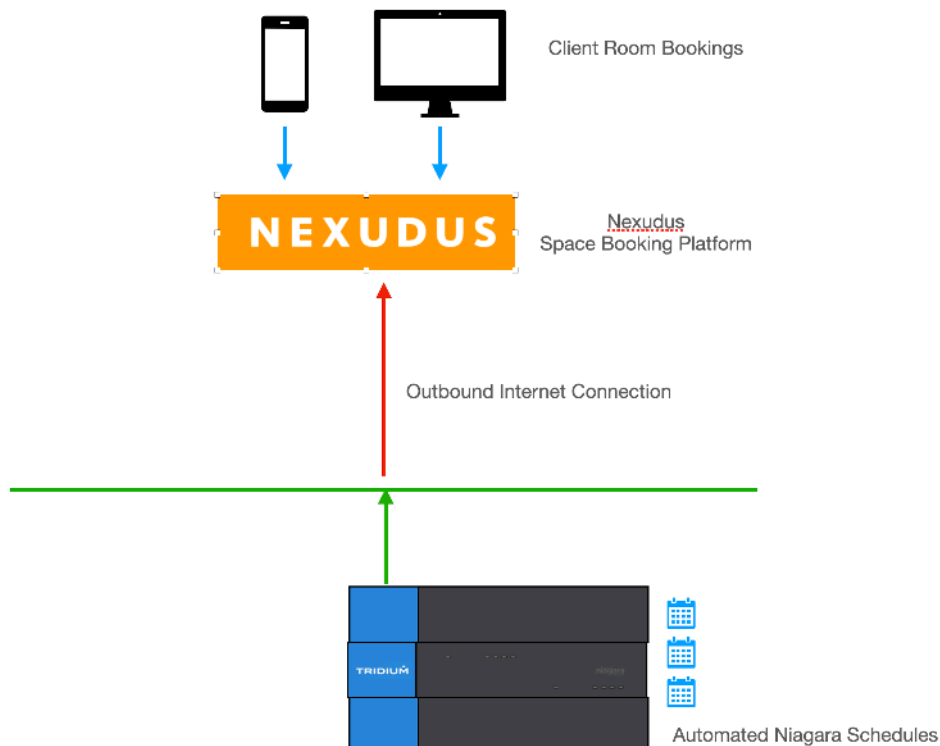 Client Room Bookings
NEXUDUS
Nexudus
Space Booking Platform
Outbound Internet Connection
TRIDIUM
Automated Niagara Schedules